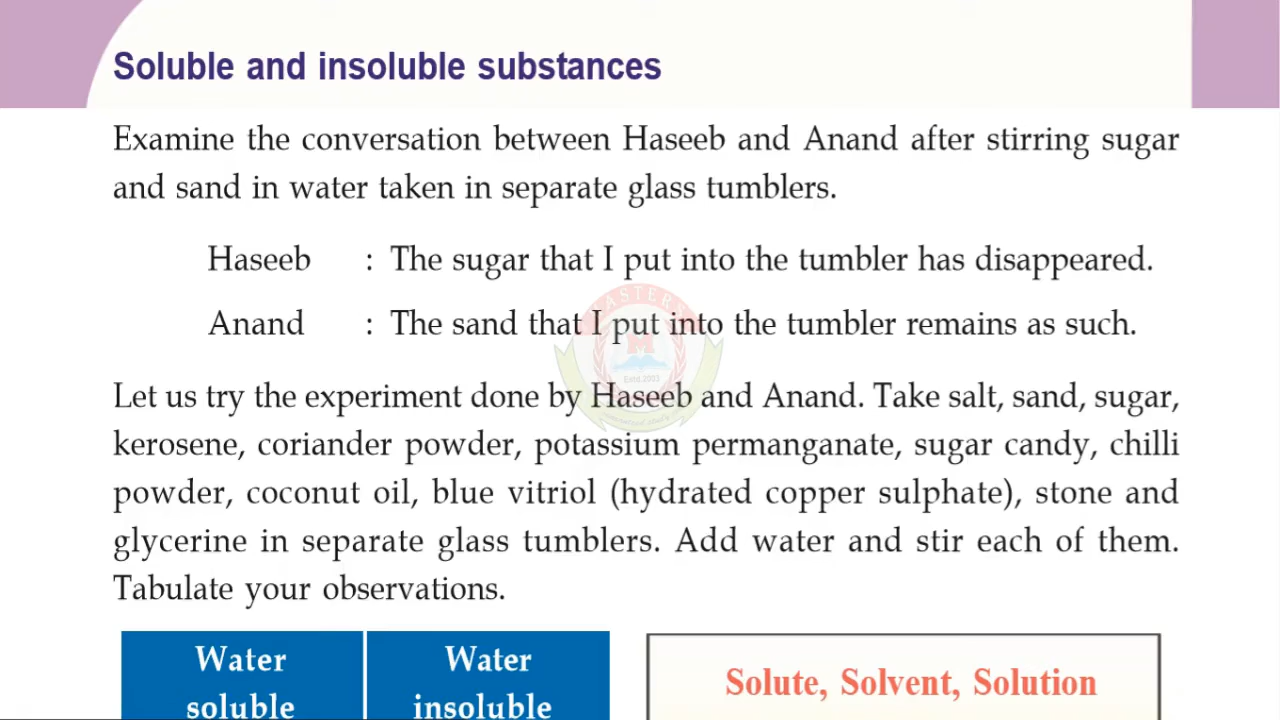 Soluble and insoluble substances
Examine the conversation between Haseeb and Anand after stirring sugar
and sand in water taken in separate glass tumblers.
Haseeb : The sugar that I put into the tumbler has disappeared.
Anand : The sand that I put into the tumbler remains as such.
Let us try the experiment done by Haseeb and Anand. Take salt, sand, sugar,
kerosene, coriander powder, potassium permanganate, sugar candy, chilli
powder, coconut oil, blue vitriol (hydrated copper sulphate), stone and
glycerine in separate glass tumblers. Add water and stir each of them.
Tabulate your observations.
Water
soluble
Water
insoluble
Solute, Solvent, Solution
MASTERS
M
Estd.2003